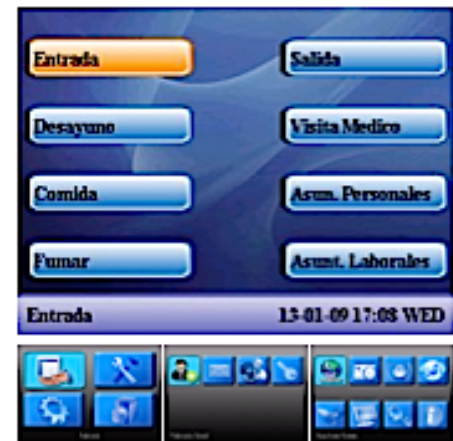 Entrada
Salida
Desayuno
Visita Medico
Comida
Asun. Personales
Fumar
Asunt. Laborales
Entrada 13-01-09 17:08 WED